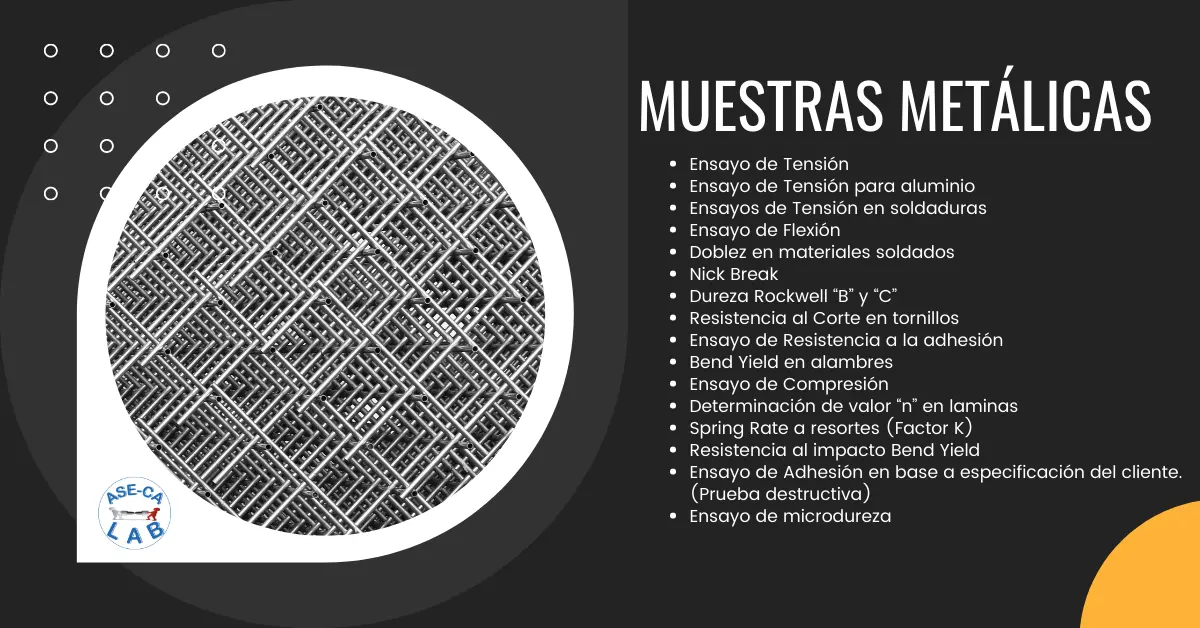 MUESTRAS METÁLICAS
Ensayo de Tensión
Ensayo de Tensión para aluminio
Ensayos de Tensión en soldaduras
Ensayo de Flexión
Doblez en materiales soldados
Nick Break
Dureza Rockwell “B” y “C”
Resistencia al Corte en tornillos
Ensayo de Resistencia a la adhesión
Bend Yield en alambres
Ensayo de Compresión
Determinación de valor “n” en laminas
Spring Rate a resortes (Factor K)
Resistencia al impacto Bend Yield
Ensayo de Adhesión en base a especificación del cliente.
(Prueba destructiva)
Ensayo de microdureza
ASE-CA
LAB